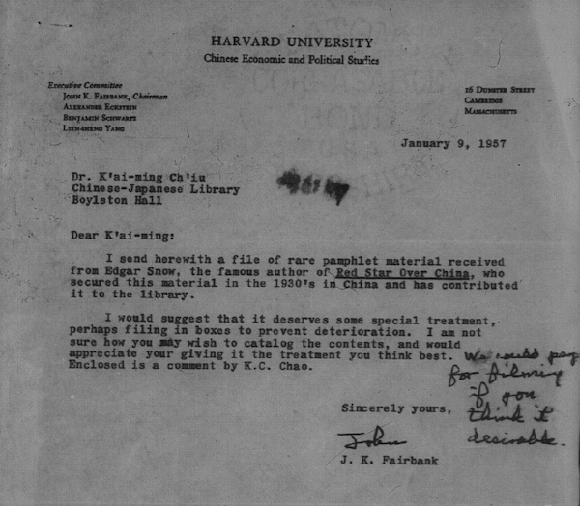 HARVARD UNIVERSITY
Chinese Economic and Political Studies
Executive Committee
John K. Fairbank, Chairman
Alexander Eckstein
Benjamin Schwartz
Lien-sheng Yang
16 Dunster Street
Cambridge
Massachusetts
January 9, 1957
Dr. K'ai-ming Ch'iu
Chinese-Japanese Library
Boylston Hall
Dear K'ai-ming:
I send herewith a file of rare pamphlet material received
from Edgar Snow, the famous author of Red Star Over China, who
secured this material in the 1930's in China and has contributed
it to the library.
I would suggest that it deserves some special treatment,
perhaps filing in boxes to prevent deterioration. I am not
sure how you may wish to catalog the contents, and would
appreciate your giving it the treatment you think best.
Enclosed is a comment by K.C. Chao.
We could pay
for filming
if you
think it
desirable.
Sincerely yours,
John
J. K. Fairbank